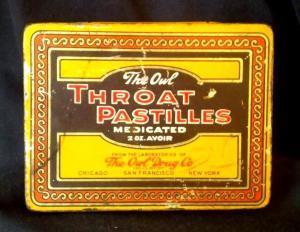 The Owl
THROAT
PASTILLES
MEDICATED
2 OZ. AVOIR
FROM THE LABORATORIES OF
The Owl Drug Co
CHICAGO SAN FRANCISCO NEW YORK